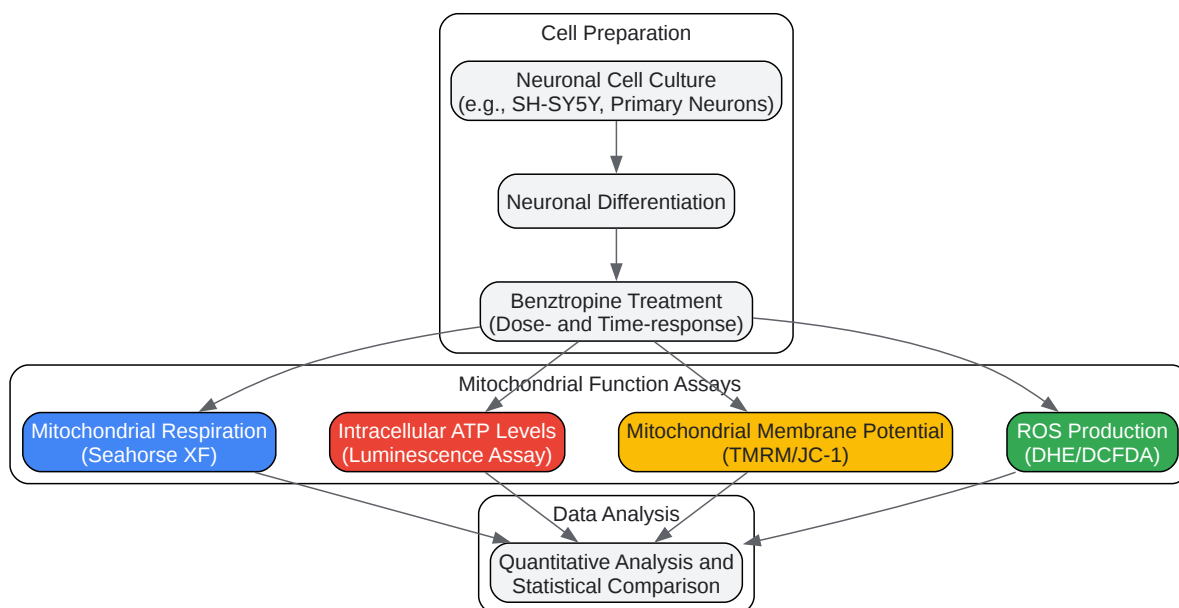 Cell Preparation
Neuronal Cell Culture
(e.g., SH-SY5Y, Primary Neurons)
Neuronal Differentiation
Benztropine Treatment
(Dose- and Time-response)
Mitochondrial Function Assays
Mitochondrial Respiration
(Seahorse XF)
Intracellular ATP Levels
(Luminescence Assay)
Mitochondrial Membrane Potential
(TMRM/JC-1)
ROS Production
(DHE/DCFDA)
Data Analysis
Quantitative Analysis and
Statistical Comparison